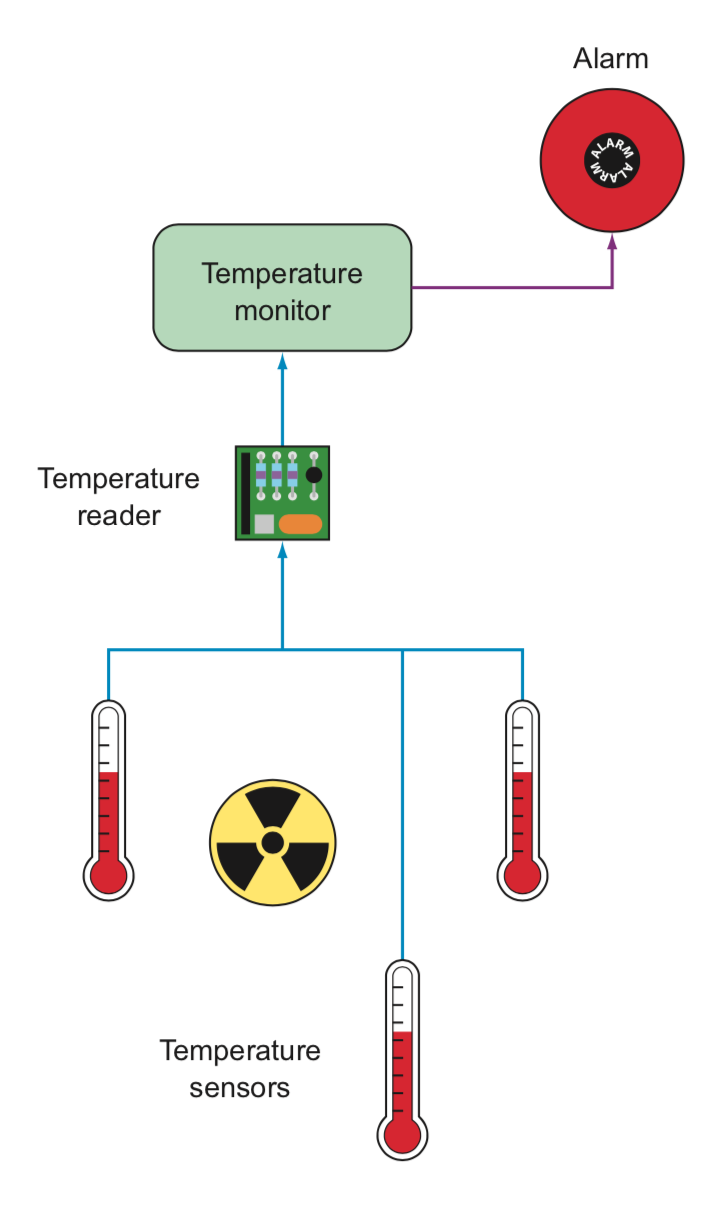 Alarm
ALARM ALARM
Temperature
monitor
Temperature
reader
Temperature
sensors